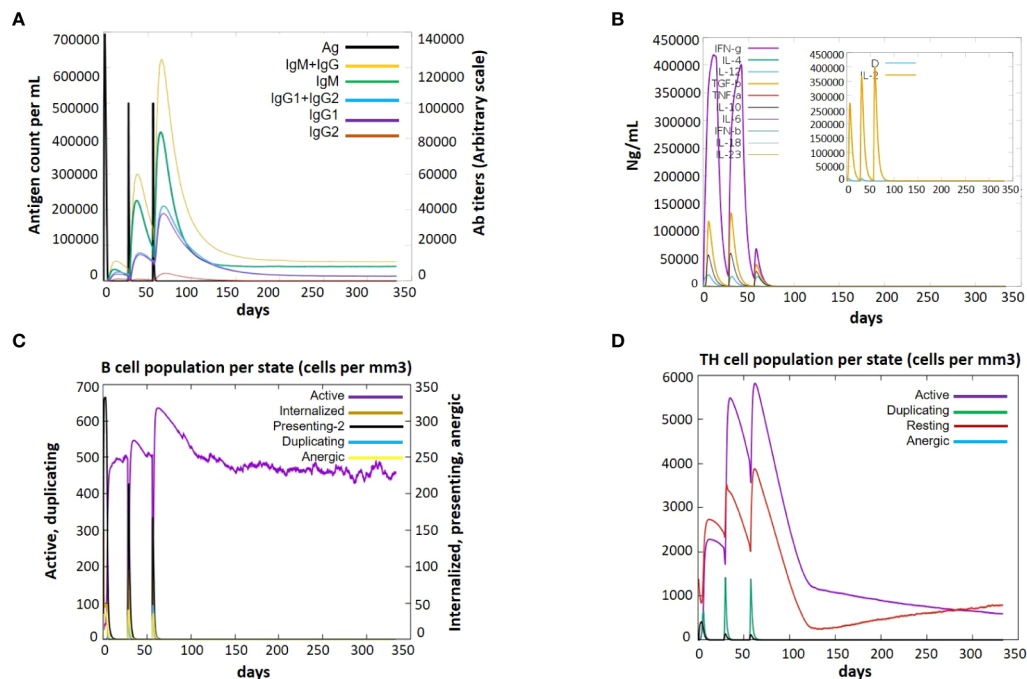 A
700000
600000
500000
400000
300000
200000
100000
0
Antigen count per mL
140000
120000
100000
80000
60000
40000
20000
0
Ab titers (Arbitrary scale)
Ag
IgM+IgG
IgM
IgG1+IgG2
IgG1
IgG2
0 50 100 150 200 250 300 350
days
B
450000
400000
350000
300000
250000
200000
150000
100000
50000
0
Ng/mL
IFN-g
IL-4
IL-12
TGF-b
TNF-a
IL-10
IL-6
IFN-b
IL-18
IL-23
450000
400000
350000
300000
250000
200000
150000
100000
50000
0
D
IL-2
0 50 100 150 200 250 300 350
0 50 100 150 200 250 300 350
days
C
B cell population per state (cells per mm3)
700
600
500
400
300
200
100
0
Active, duplicating
350
300
250
200
150
100
50
0
Internalized, presenting, anergic
Active
Internalized
Presenting-2
Duplicating
Anergic
0 50 100 150 200 250 300 350
days
D
TH cell population per state (cells per mm3)
6000
5000
4000
3000
2000
1000
0
Active
Duplicating
Resting
Anergic
0 50 100 150 200 250 300 350
days